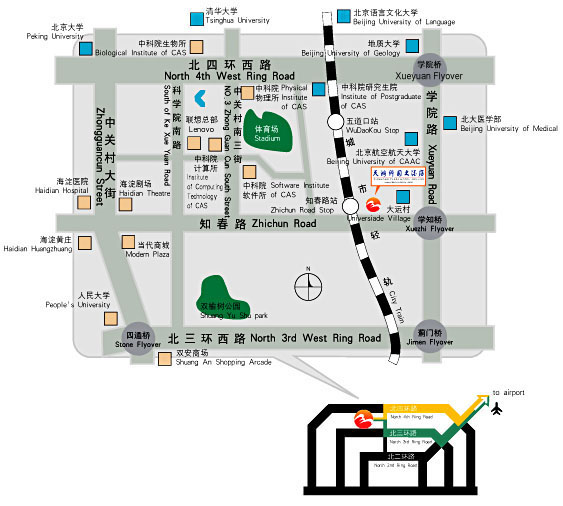 清华大学
Tsinghua University
北京语言文化大学
Beijing University of Language
北京大学
Peking University
中科院生物所
Biological Institute of CAS
地质大学
Beijing University of Geology
北 四 环 西 路
North 4th West Ring Road
学院桥
Xueyuan Flyover
科学院南路
South of Ke Xue Yuan Road
联想总部
Lenovo
中关村南三街
NO 3 Zhong Guan Cun South Street
中科院
物理所
Physical
Institute
of CAS
中科院研究生院
Institute of Postgraduate
of CAS
体育场
Stadium
五道口站
WuDaoKou Stop
学院路
Xueyuan Road
北大医学部
Beijing University of Medical
中关村大街
Zhongguancun Street
中科院
计算所
Institute
of Computing
Technology
of CAS
北京航空航天大学
Beijing University of CAAC
海淀医院
Haidian Hospital
海淀剧场
Haidian Theatre
中科院
软件所
Software Institute
of CAS
知春路站
Zhichun Road Stop
大运村
Universiade Village
知 春 路 Zhichun Road
学知桥
Xuezhi Flyover
海淀黄庄
Haidian Huangzhuang
当代商城
Modern Plaza
城市轻轨
City Train
N
人民大学
People's University
双榆树公园
Shuang Yu Shu park
四通桥
Stone Flyover
北 三 环 西 路 North 3rd West Ring Road
蓟门桥
Jimen Flyover
双安商场
Shuang An Shopping Arcade
to airport
北四环路
North 4th Ring Road
北三环路
North 3rd Ring Road
北二环路
North 2nd Ring Road